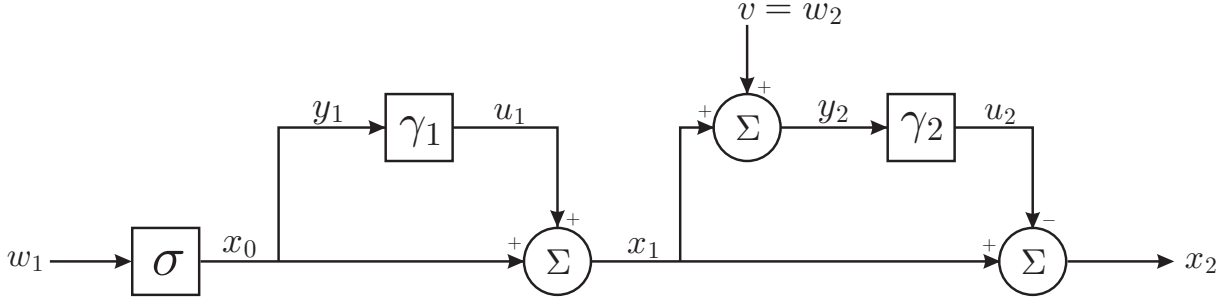 v = w₂
+
+
y₁
γ₁
u₁
Σ
y₂
γ₂
u₂
+
−
w₁
σ
x₀
+
Σ
x₁
+
Σ
x₂